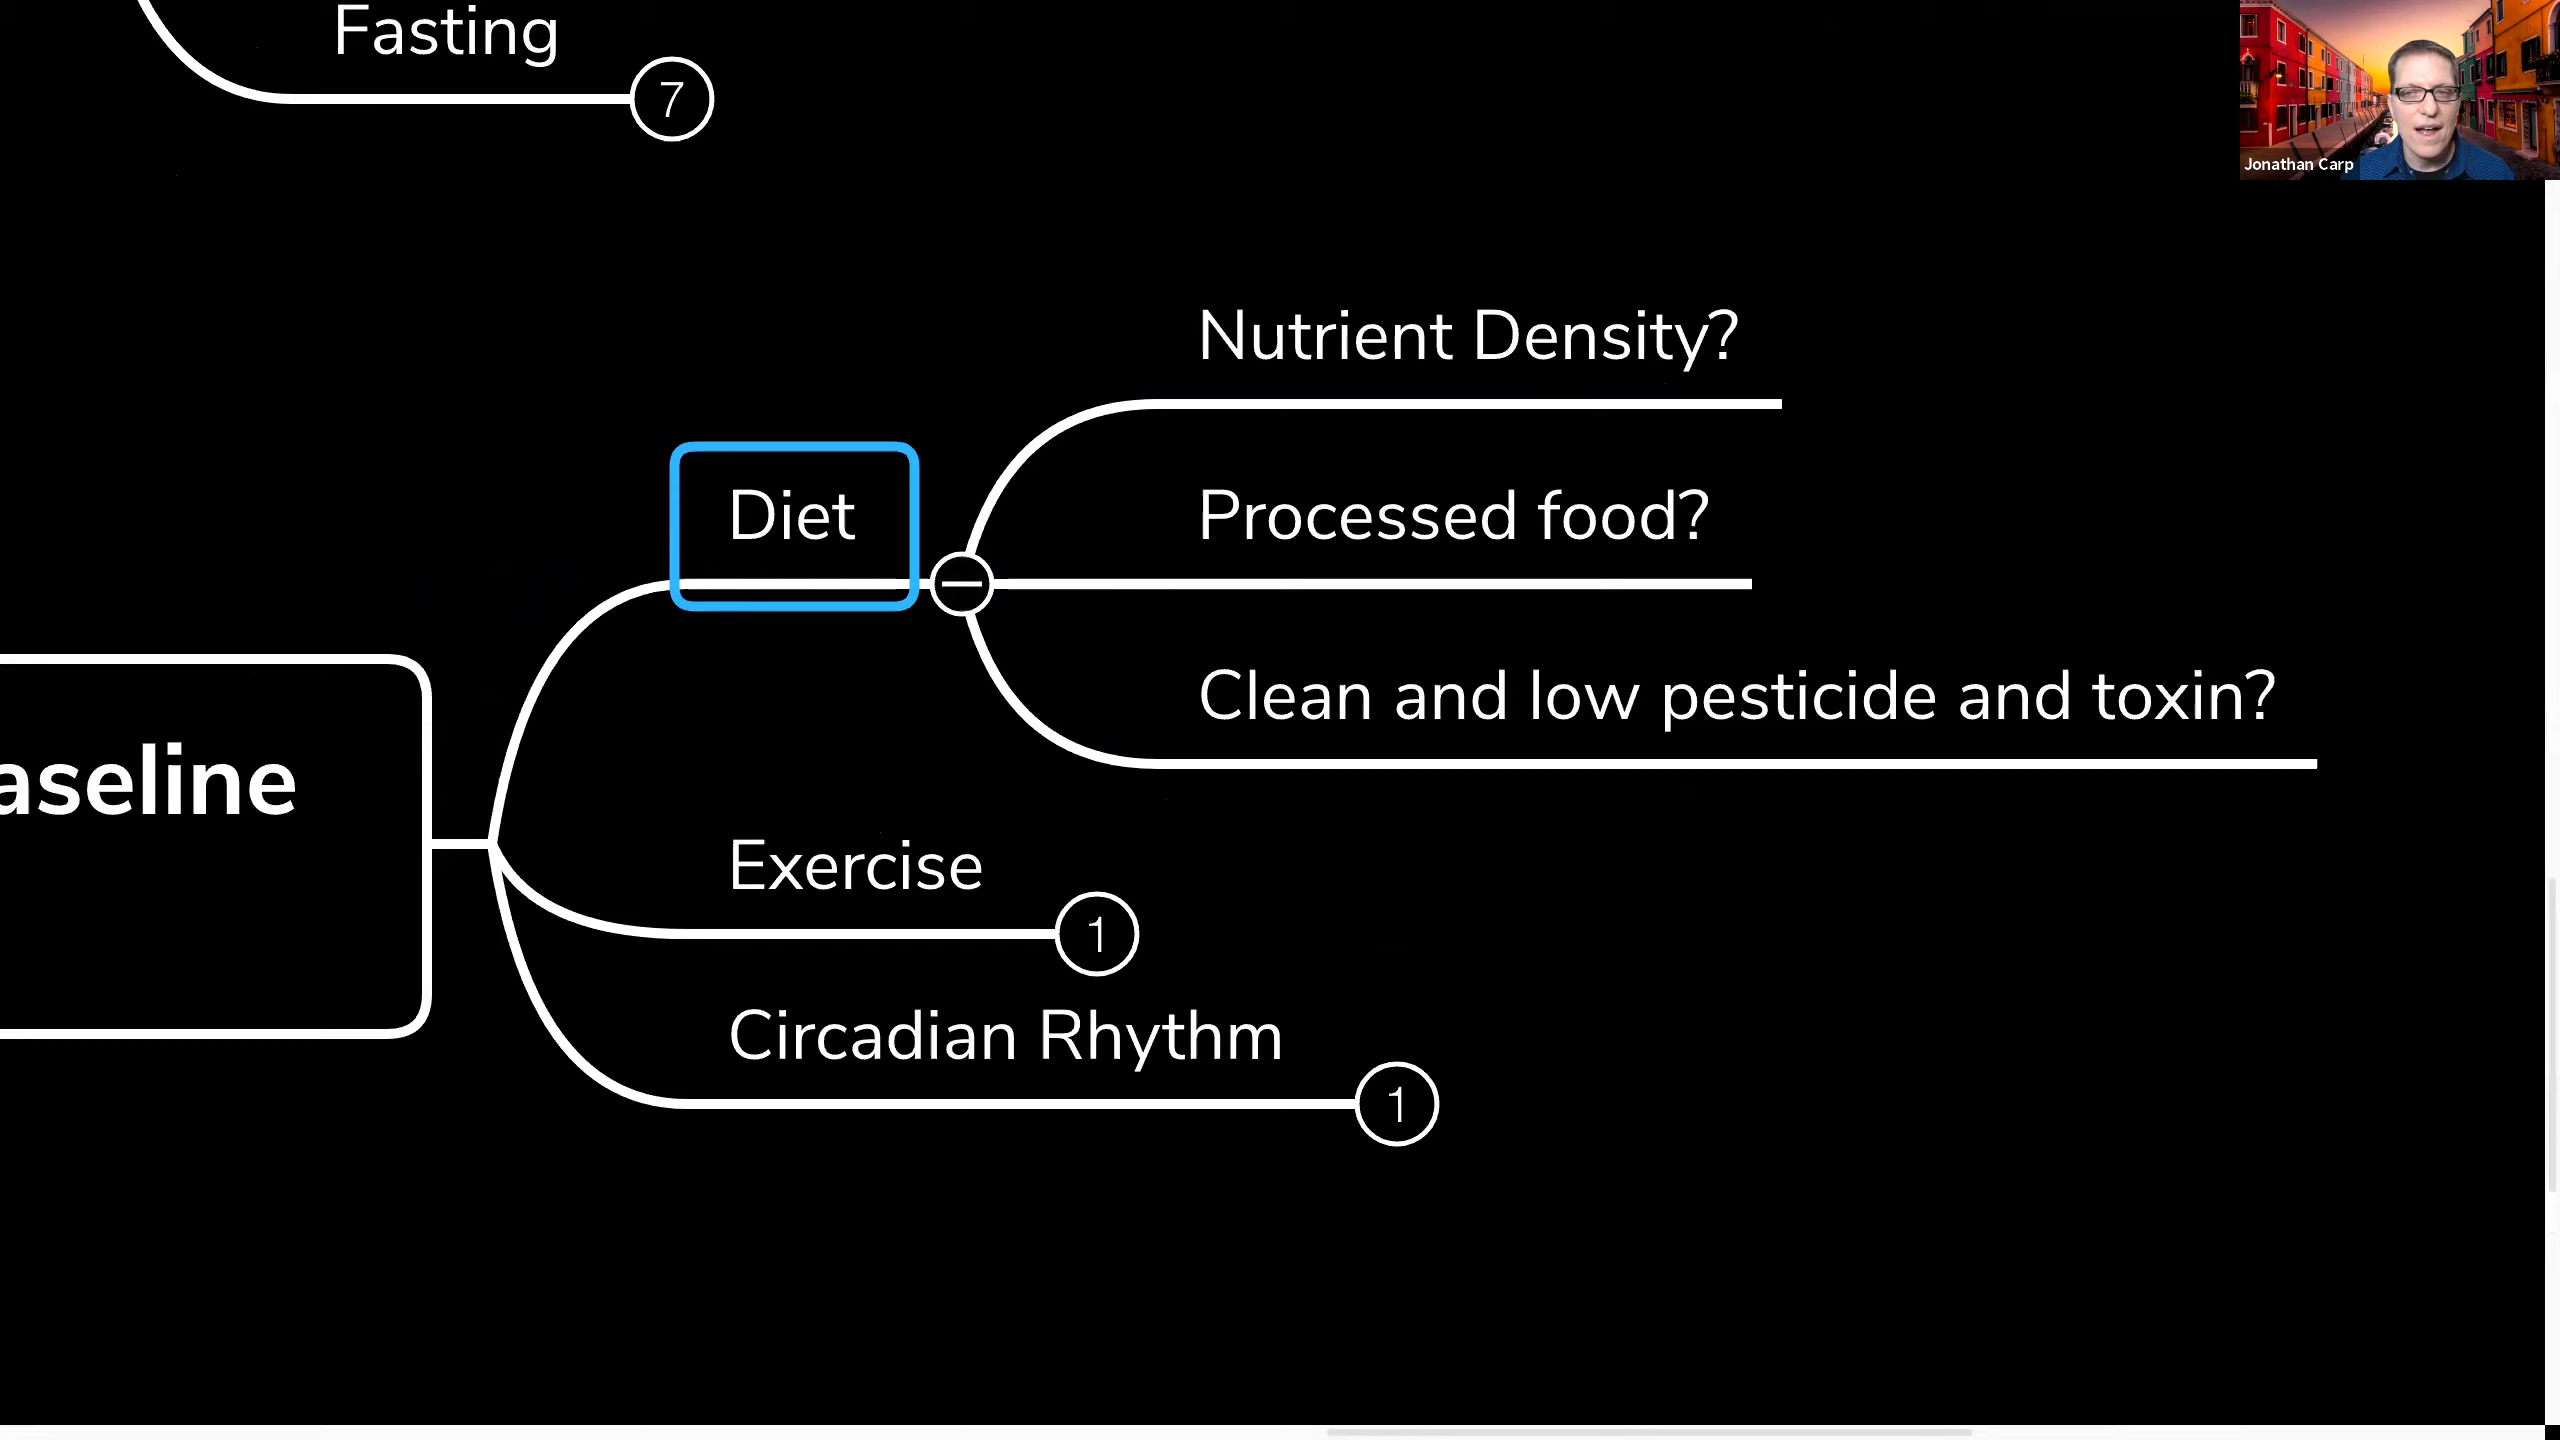 Fasting
7
Jonathan Carp
Nutrient Density?
Diet
Processed food?
Clean and low pesticide and toxin?
aseline
Exercise
1
Circadian Rhythm
1